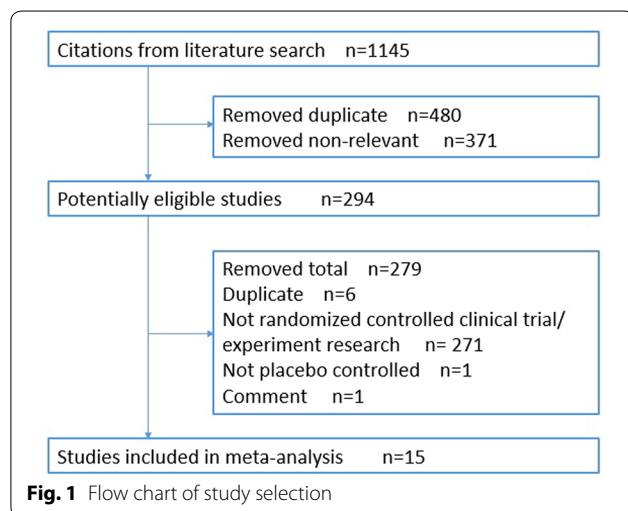 Citations from literature search n=1145
Removed duplicate n=480
Removed non-relevant n=371
Potentially eligible studies n=294
Removed total n=279
Duplicate n=6
Not randomized controlled clinical trial/
experiment research n= 271
Not placebo controlled n=1
Comment n=1
Studies included in meta-analysis n=15
Fig. 1 Flow chart of study selection